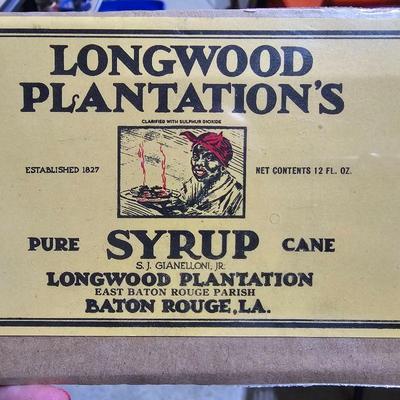 LONGWOOD
PLANTATION'S
CLARIFIED WITH SULPHUR DIOXIDE
ESTABLISHED 1827
NET CONTENTS 12 FL. OZ.
PURE SYRUP CANE
S. J. GIANELLONI, JR.
LONGWOOD PLANTATION
EAST BATON ROUGE PARISH
BATON ROUGE, LA.